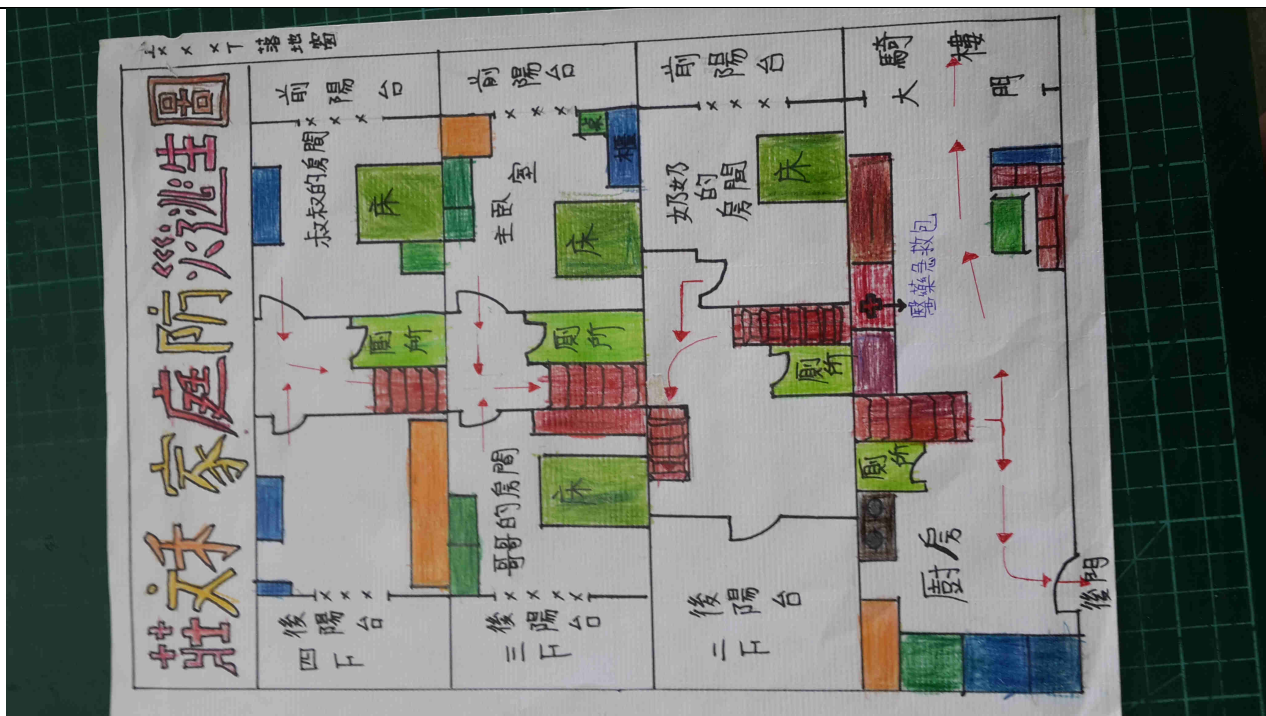 落地窗
莊
家庭防災逃生圖
前陽台
叔叔的房間
床
廁所
後陽台
四F
前陽台
主臥室
櫃
床
廁所
哥哥的房間
床
後陽台
三F
前陽台
奶奶的房間
床
廁所
後陽台
二F
騎樓
大門
醫藥急救包
廁所
廚房
後門